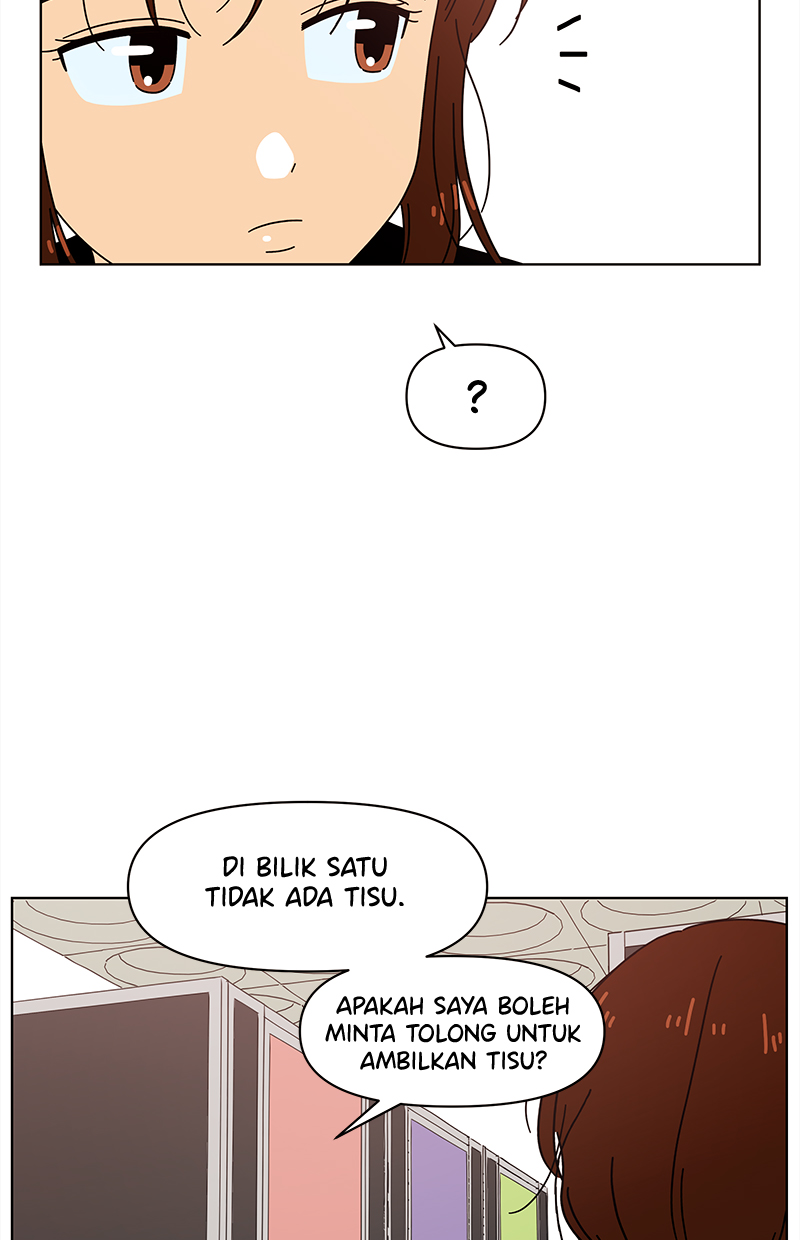 ?
DI BILIK SATU
TIDAK ADA TISU.
APAKAH SAYA BOLEH
MINTA TOLONG UNTUK
AMBILKAN TISU?